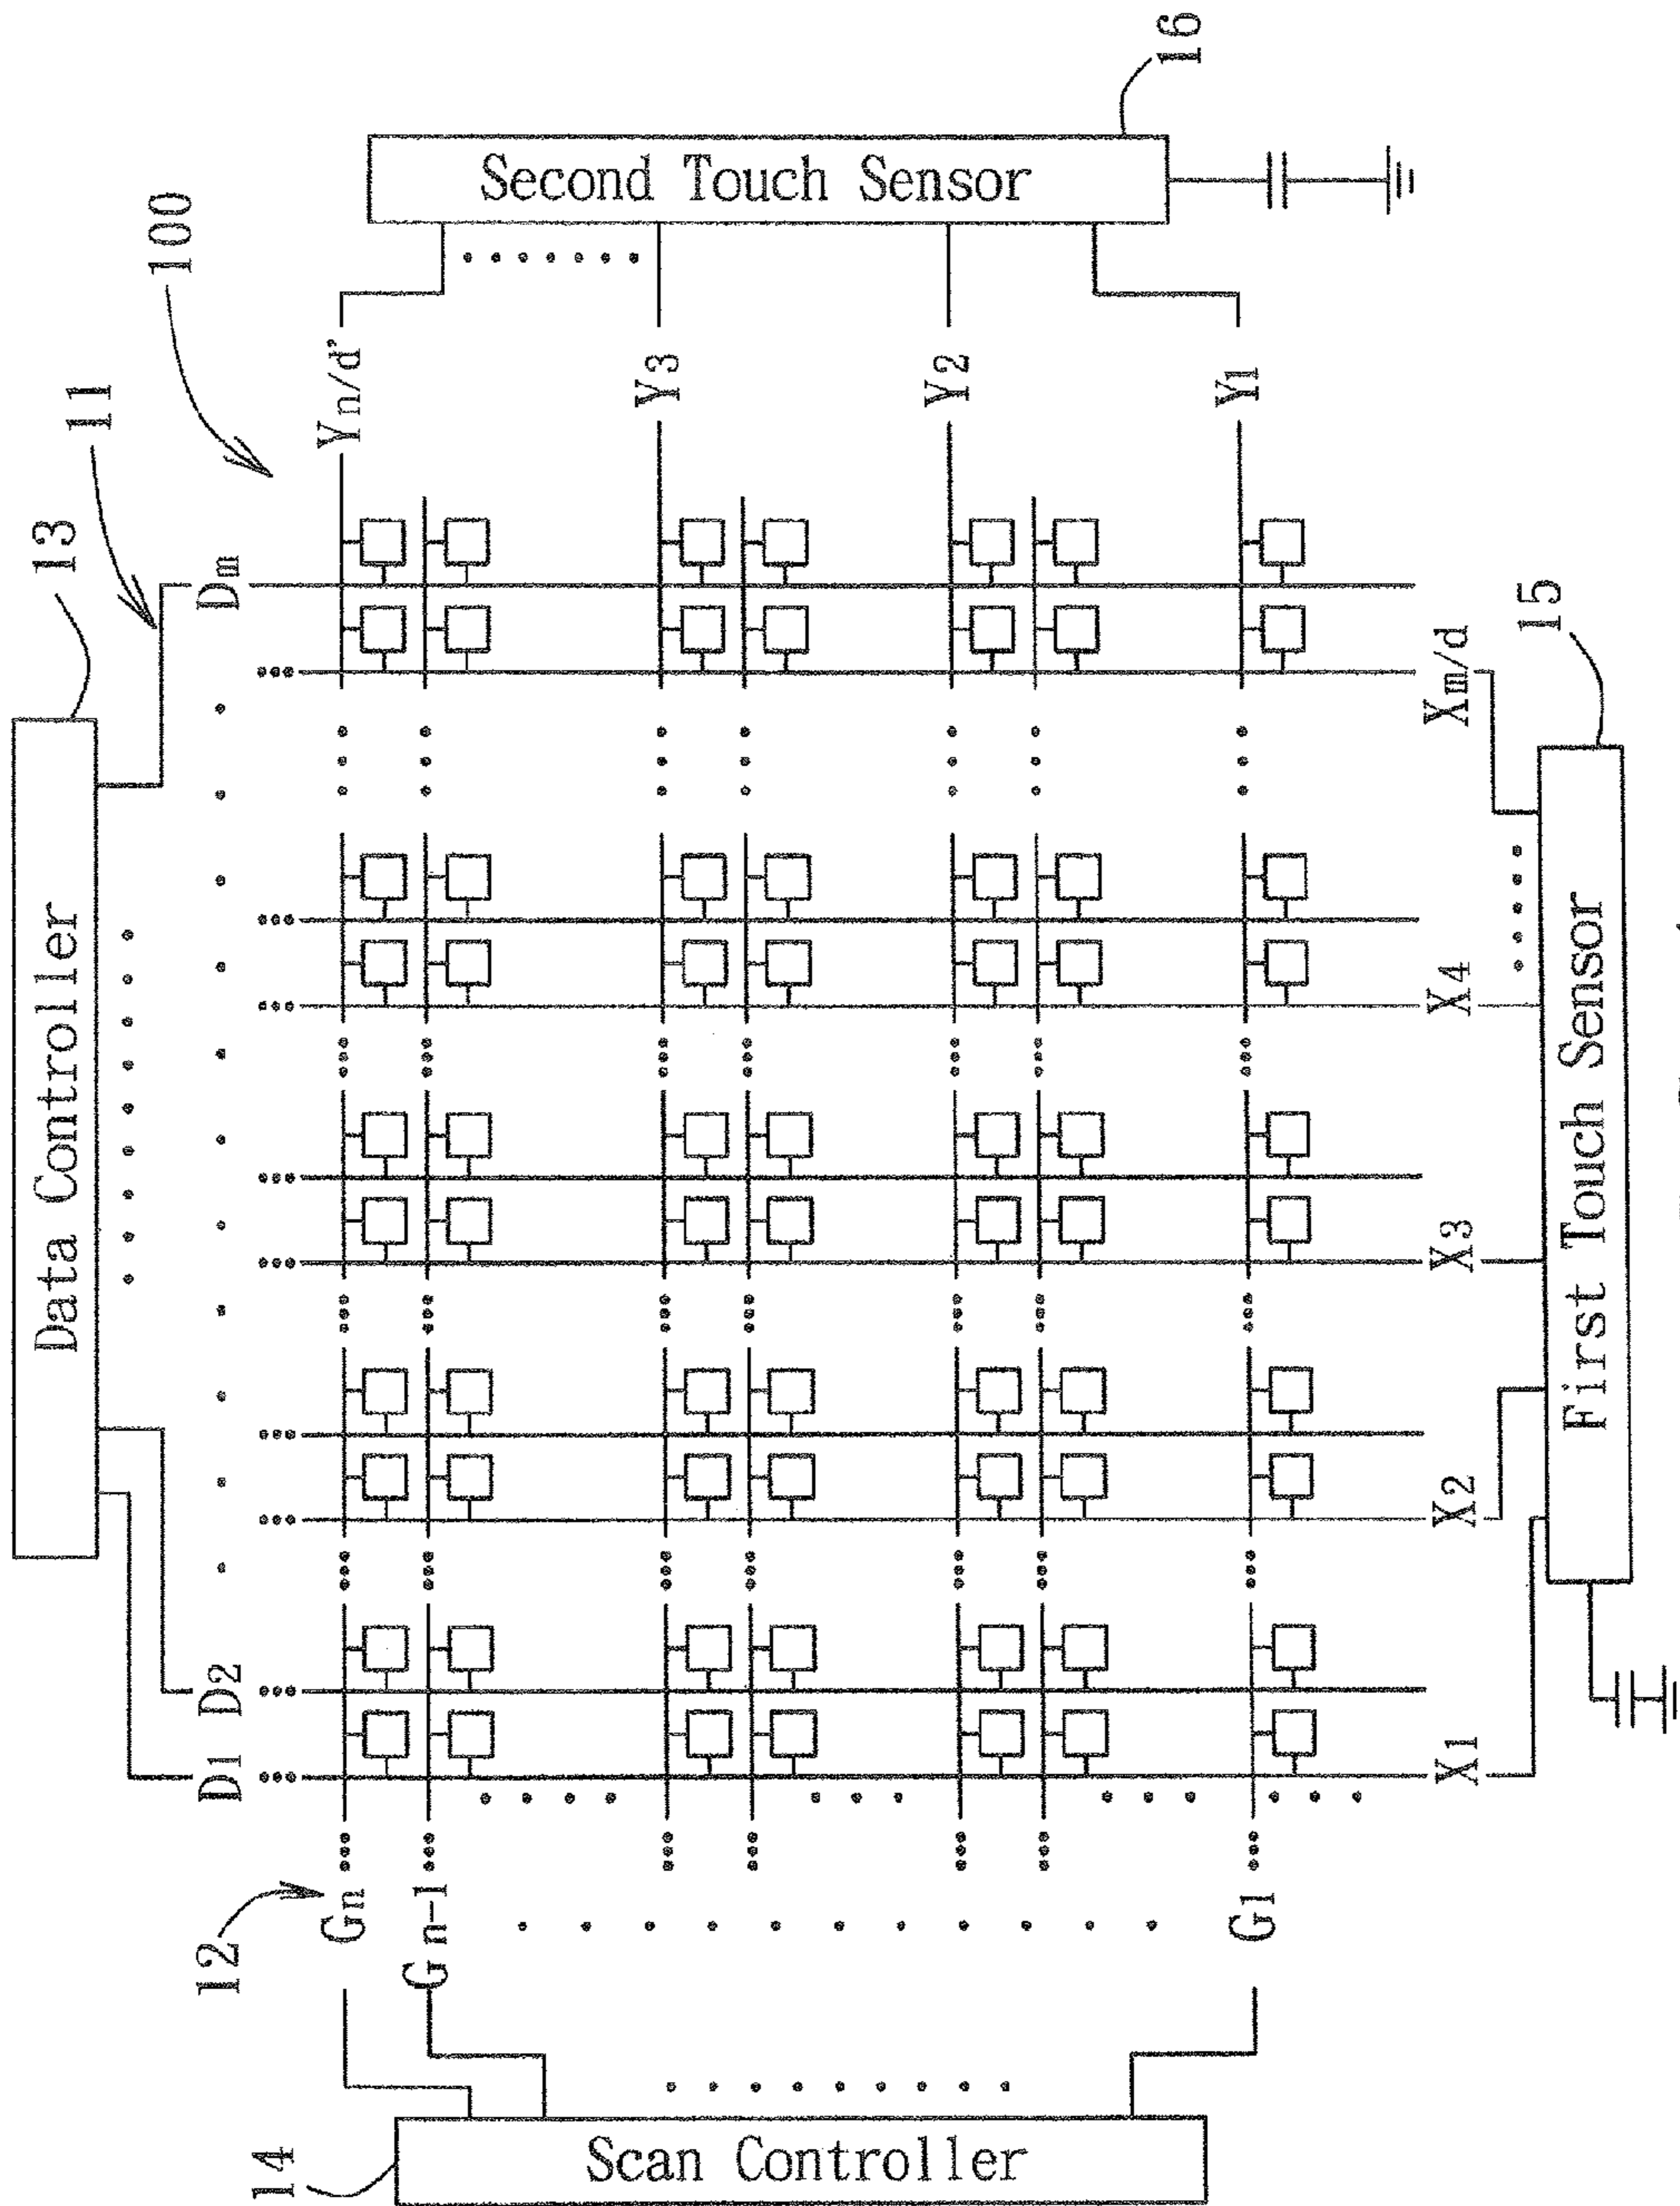 Data Controller
13
11
100
D1
D2
Dm
12
Gn
Gn-1
G1
14
Scan Controller
Yn/d'
Y3
Y2
Y1
Second Touch Sensor
16
X1
X2
X3
X4
Xm/d
First Touch Sensor
15